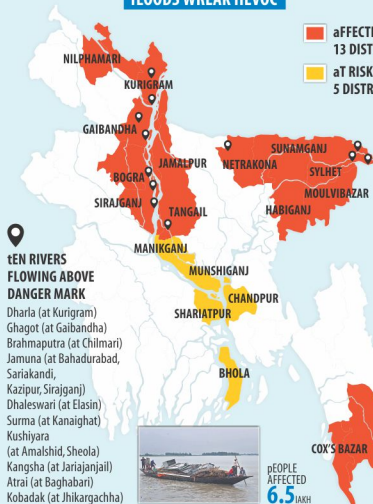 fLOODS WREAK HEVOC
aFFECTE
13 DIST
aT RISK
5 DISTR
NILPHAMARI
KURIGRAM
GAIBANDHA
JAMALPUR
BOGRA
SIRAJGANJ
TANGAIL
NETRAKONA
SUNAMGANJ
SYLHET
MOULVIBAZAR
HABIGANJ
MANIKGANJ
MUNSHIGANJ
CHANDPUR
SHARIATPUR
BHOLA
COX'S BAZAR
tEN RIVERS
FLOWING ABOVE
DANGER MARK
Dharla (at Kurigram)
Ghagot (at Gaibandha)
Brahmaputra (at Chilmari)
Jamuna (at Bahadurabad,
Sariakandi,
Kazipur, Sirajganj)
Dhaleswari (at Elasin)
Surma (at Kanaighat)
Kushiyara
(at Amalshid, Sheola)
Kangsha (at Jariajanjail)
Atrai (at Baghabari)
Kobadak (at Jhikargachha)
pEOPLE
AFFECTED
6.5 lAKH